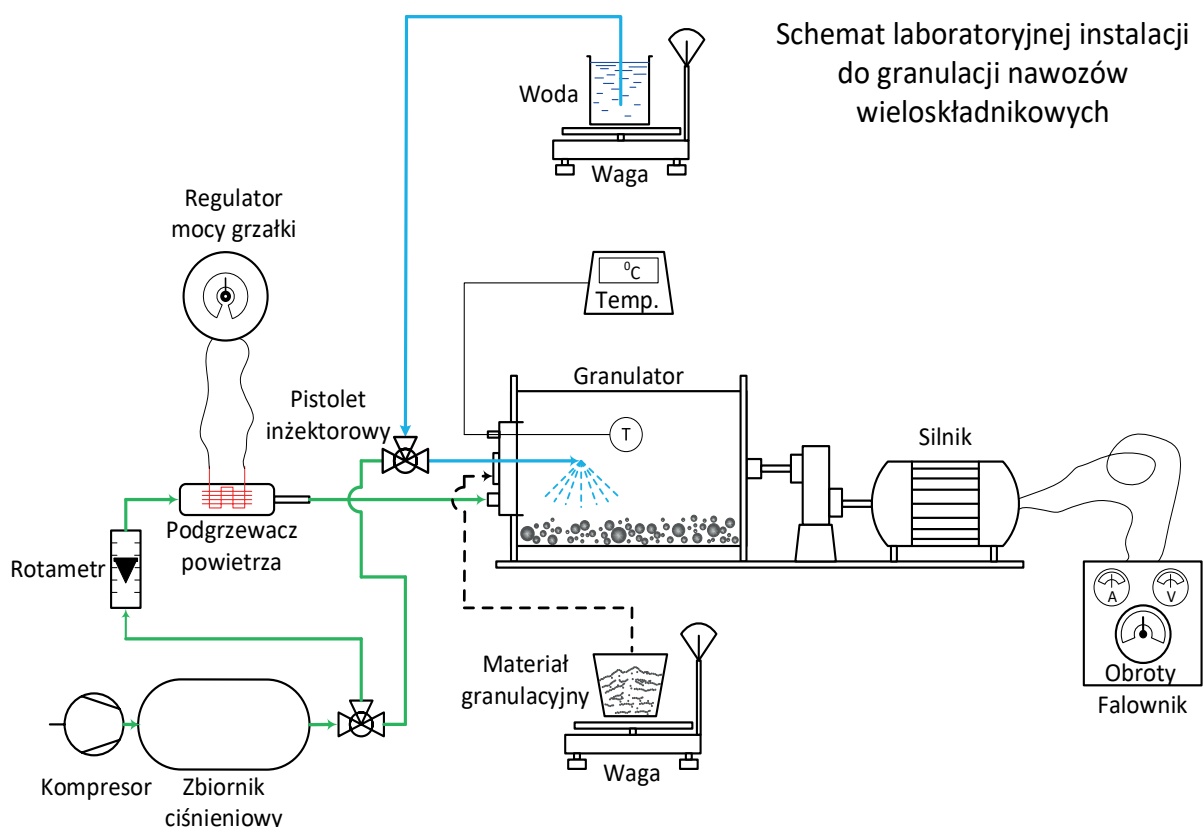 Schemat laboratoryjnej instalacji
do granulacji nawozów
wieloskładnikowych
Woda
Waga
Regulator
mocy grzałki
⁰C
Temp.
Granulator
Pistolet
inżektorowy
T
Silnik
Podgrzewacz
powietrza
Rotametr
A
V
Obroty
Falownik
Materiał
granulacyjny
Waga
Kompresor
Zbiornik
ciśnieniowy